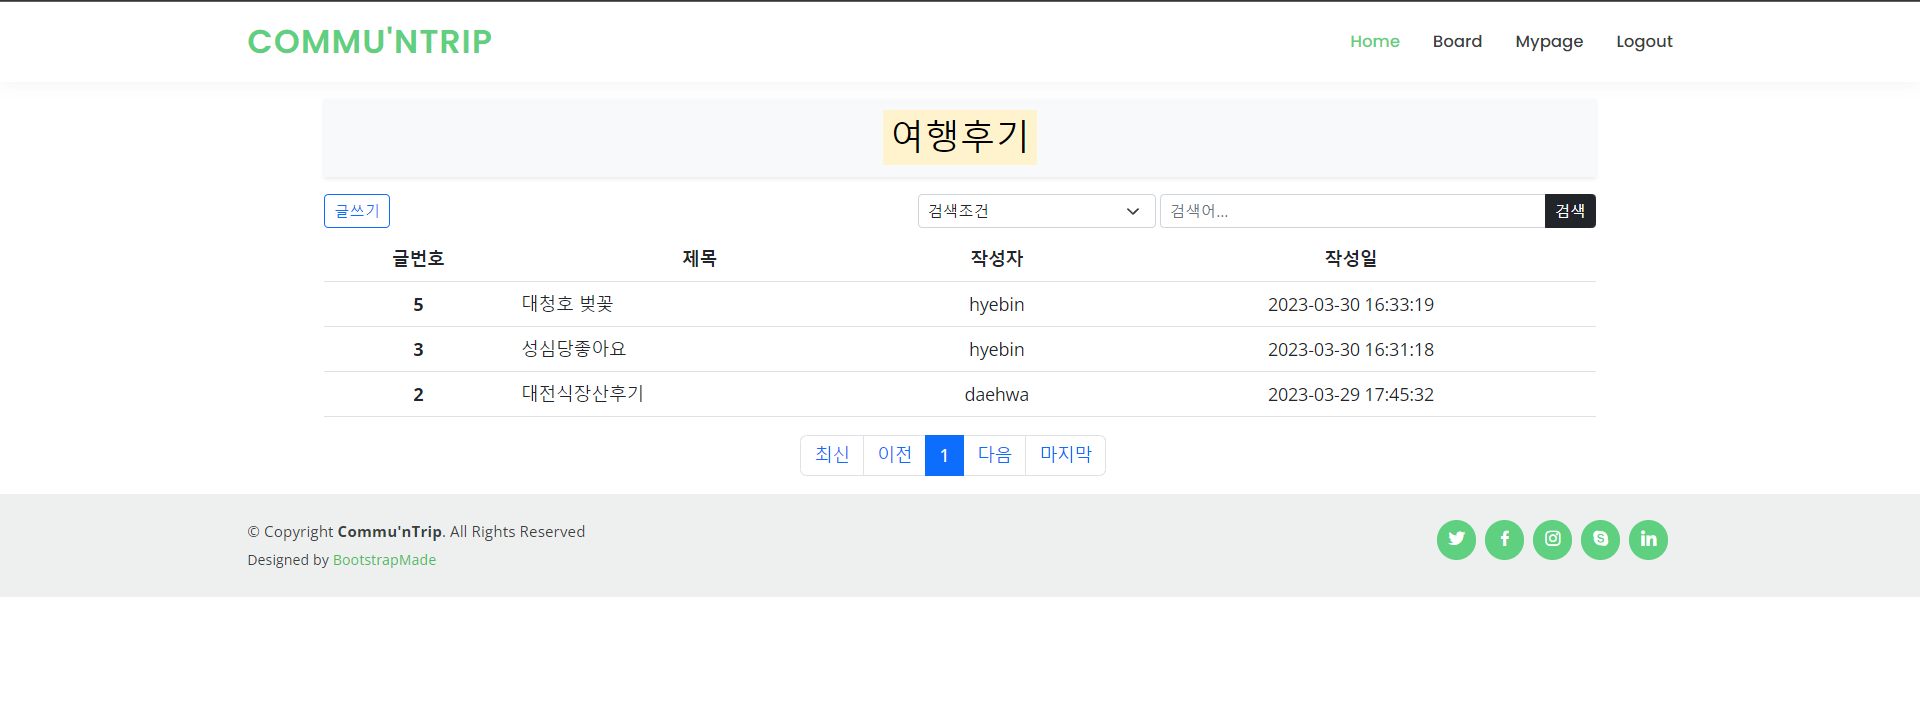 COMMU'NTRIP Home Board Mypage Logout
여행후기
글쓰기 검색조건 검색어... 검색
글번호 제목 작성자 작성일
5 대청호 벚꽃 hyebin 2023-03-30 16:33:19
3 성심당좋아요 hyebin 2023-03-30 16:31:18
2 대전식장산후기 daehwa 2023-03-29 17:45:32
최신 이전 1 다음 마지막
© Copyright Commu'nTrip. All Rights Reserved
Designed by BootstrapMade